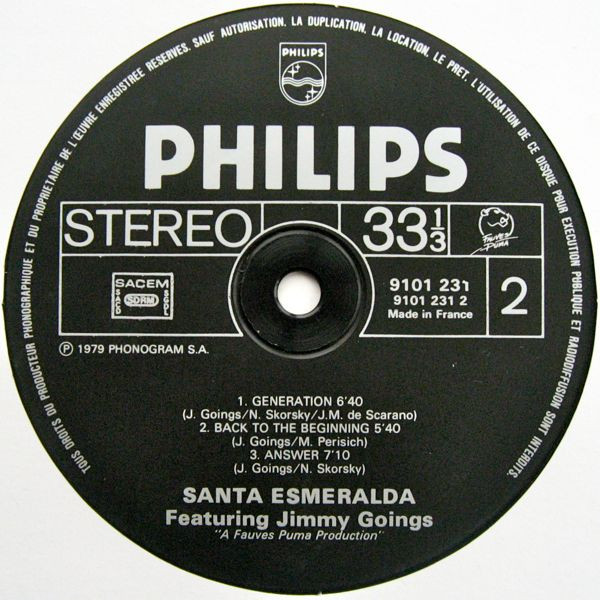 TOUS DROITS DU PRODUCTEUR PHONOGRAPHIQUE ET DU PROPRIETAIRE DE L'ŒUVRE ENREGISTREE RESERVES. SAUF AUTORISATION. LA DUPLICATION. LA LOCATION. LE PRET. L'UTILISATION DE CE DISQUE POUR EXECUTION PUBLIQUE ET RADIODIFFUSION SONT INTERDITS.
PHILIPS
PHILIPS
STEREO
33 1/3
FAUVES
PUMA
SACEM
SACD
SDRM
SGDL
9101 231
9101 231 2
Made in France
2
Ⓟ 1979 PHONOGRAM S.A.
1. GENERATION 6'40
(J. Goings/N. Skorsky/J.M. de Scarano)
2. BACK TO THE BEGINNING 5'40
(J. Goings/M. Perisich)
3. ANSWER 7'10
(J. Goings/N. Skorsky)
SANTA ESMERALDA
Featuring Jimmy Goings
"A Fauves Puma Production"